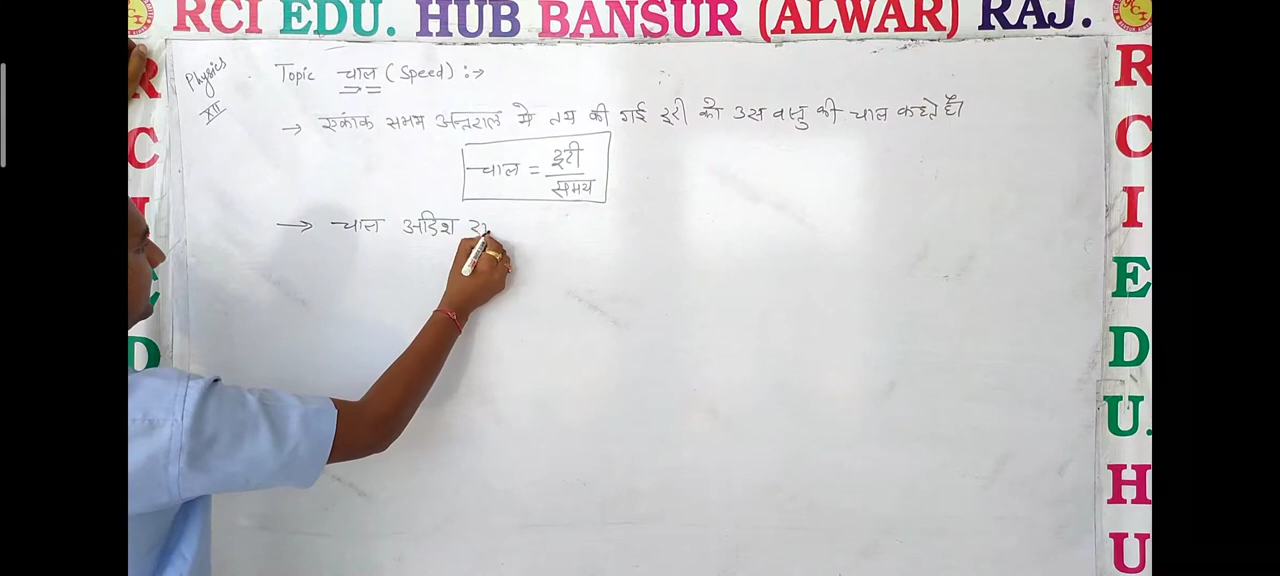 RCI EDU. HUB BANSUR (ALWAR) RAJ.
Physics
XII
Topic चाल (Speed) :→
→ एकांक समय अन्तराल मे तय की गई दूरी को उस वस्तु की चाल कहते हैं
चाल = दूरी
समय
→ चाल अदिश रा
R
C
I
E
D
R
C
I
E
D
U.
H
U